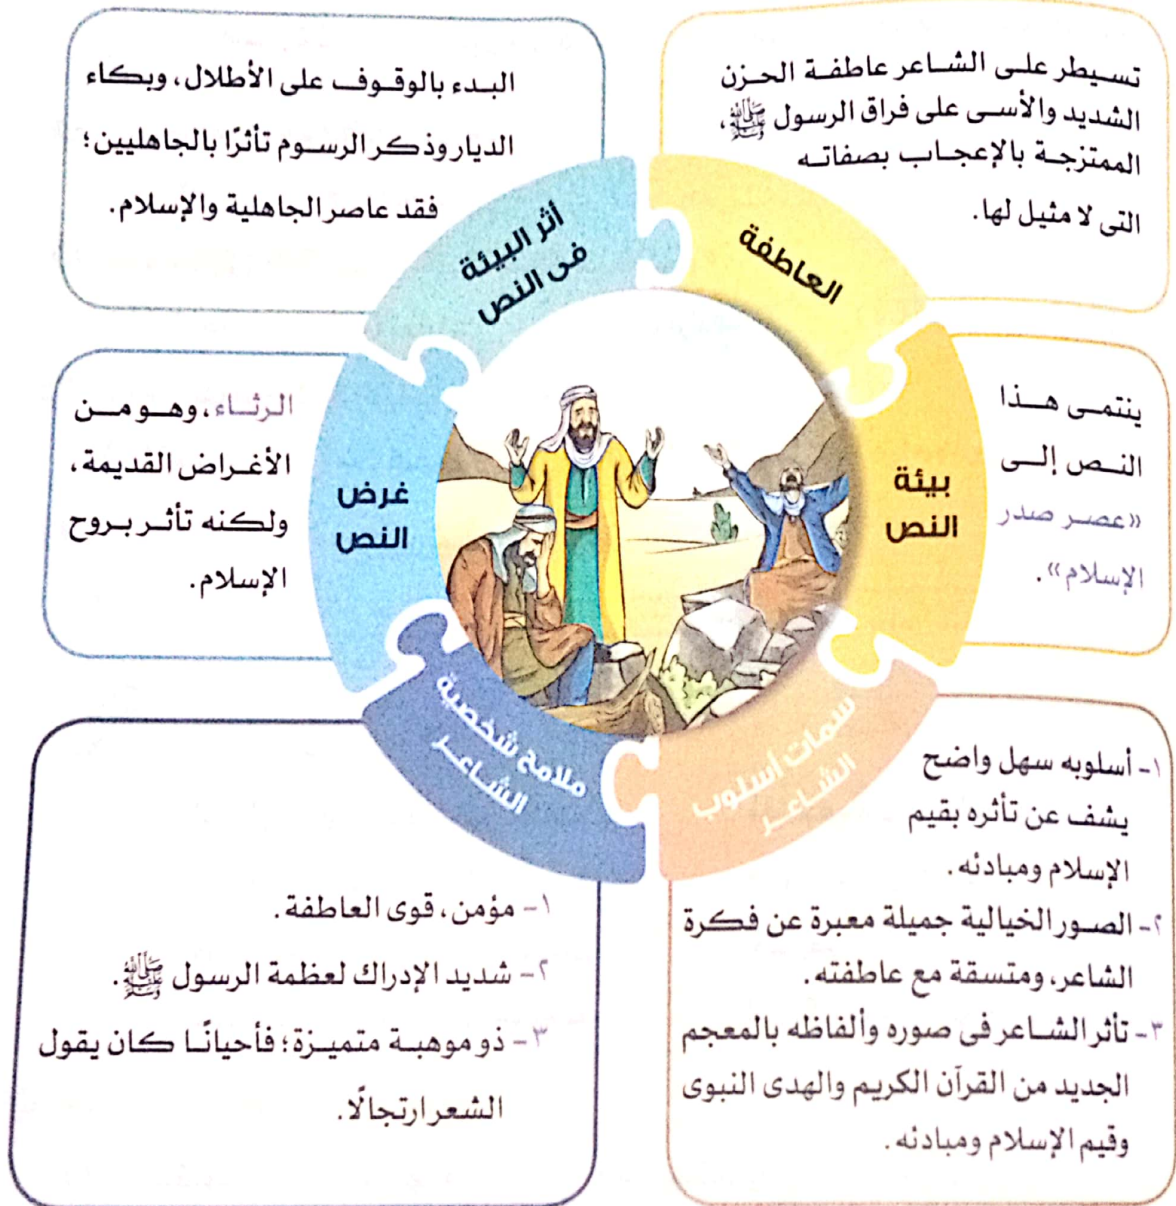 العاطفة
تسيطر على الشاعر عاطفة الحزن
الشديد والأسى على فراق الرسول ﷺ،
الممتزجة بالإعجاب بصفاته
التى لا مثيل لها.
أثر البيئة
فى النص
البدء بالوقوف على الأطلال، وبكاء
الديار وذكر الرسوم تأثرًا بالجاهليين؛
فقد عاصر الجاهلية والإسلام.
بيئة
النص
ينتمى هذا
النص إلى
«عصر صدر
الإسلام».
غرض
النص
الرثاء، وهو من
الأغراض القديمة،
ولكنه تأثر بروح
الإسلام.
سمات أسلوب
الشاعر
١- أسلوبه سهل واضح
يشف عن تأثره بقيم
الإسلام ومبادئه.
٢- الصور الخيالية جميلة معبرة عن فكرة
الشاعر، ومتسقة مع عاطفته.
٣- تأثر الشاعر فى صوره وألفاظه بالمعجم
الجديد من القرآن الكريم والهدى النبوى
وقيم الإسلام ومبادئه.
ملامح شخصية
الشاعر
١- مؤمن، قوى العاطفة.
٢- شديد الإدراك لعظمة الرسول ﷺ.
٣- ذو موهبة متميزة؛ فأحيانًا كان يقول
الشعر ارتجالًا.